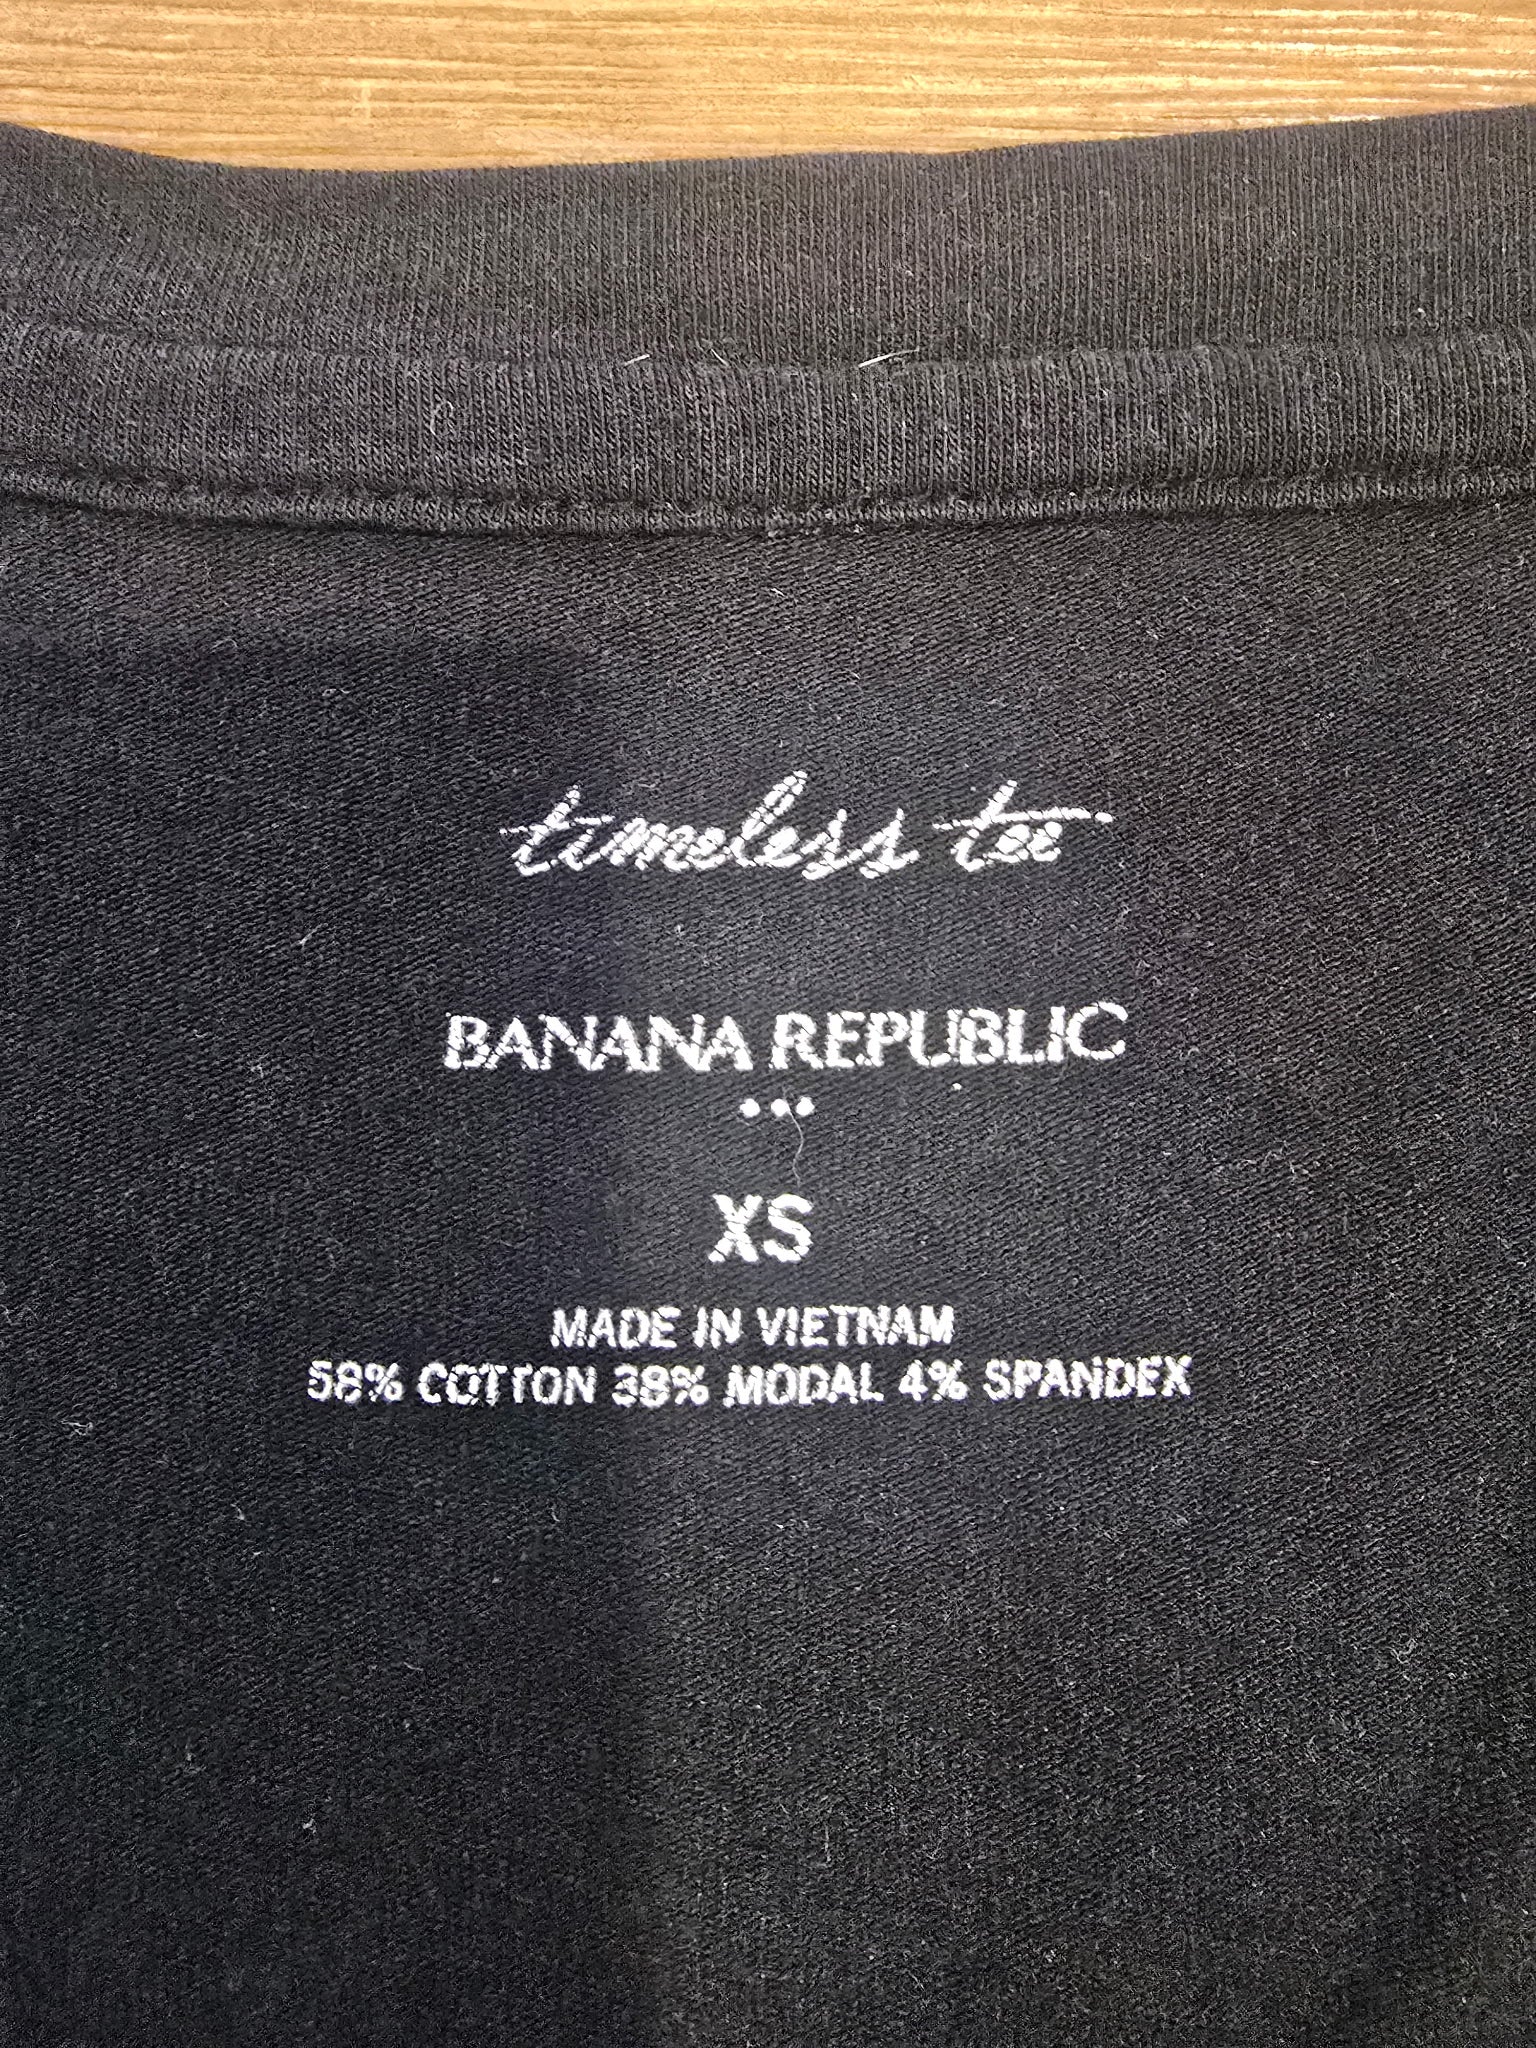 timeless tee
BANANA REPUBLIC
XS
MADE IN VIETNAM
58% COTTON 38% MODAL 4% SPANDEX